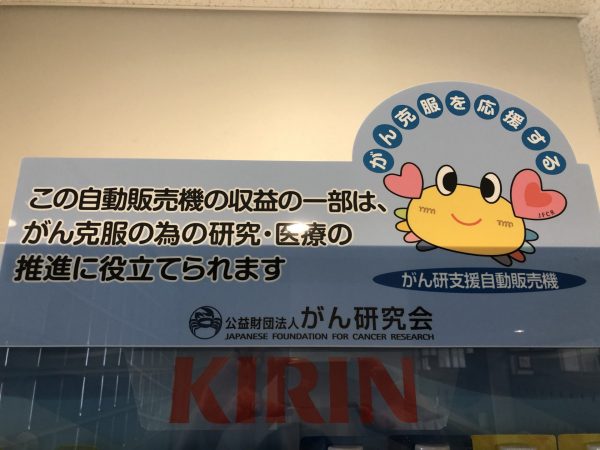 がん克服を応援する
この自動販売機の収益の一部は、
がん克服の為の研究・医療の
推進に役立てられます
JFCR
がん研支援自動販売機
公益財団法人がん研究会
JAPANESE FOUNDATION FOR CANCER RESEARCH
KIRIN